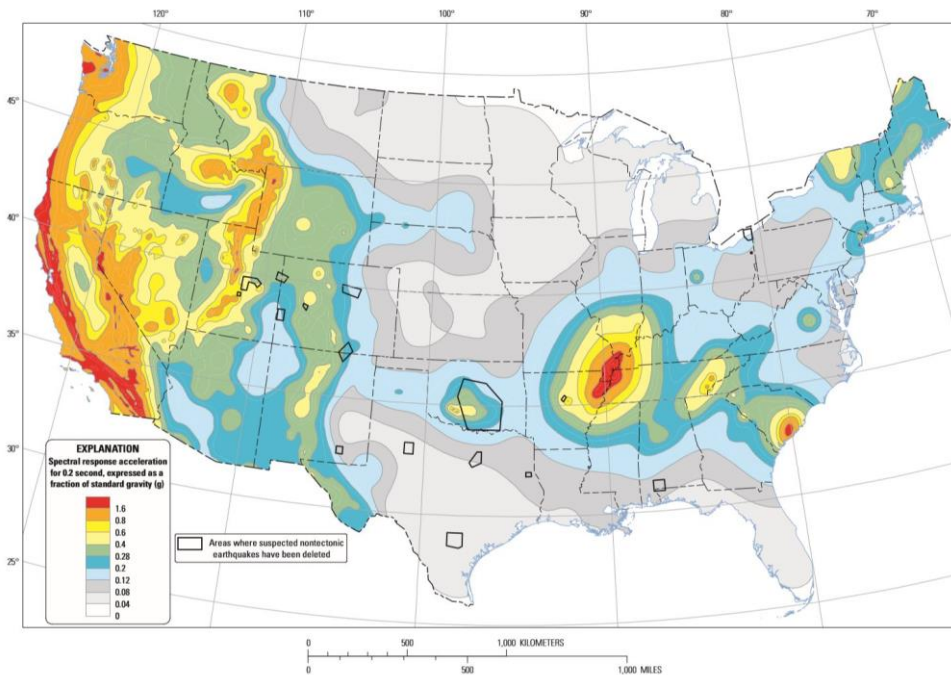 120° 110° 100° 90° 80° 70°
45°
40°
35°
30°
25°
EXPLANATION
Spectral response acceleration
for 0.2 second, expressed as a
fraction of standard gravity (g)
1.6
0.8
0.6
0.4
0.28
0.2
0.12
0.08
0.04
0
Areas where suspected nontectonic
earthquakes have been deleted
0 500 1,000 KILOMETERS
0 500 1,000 MILES